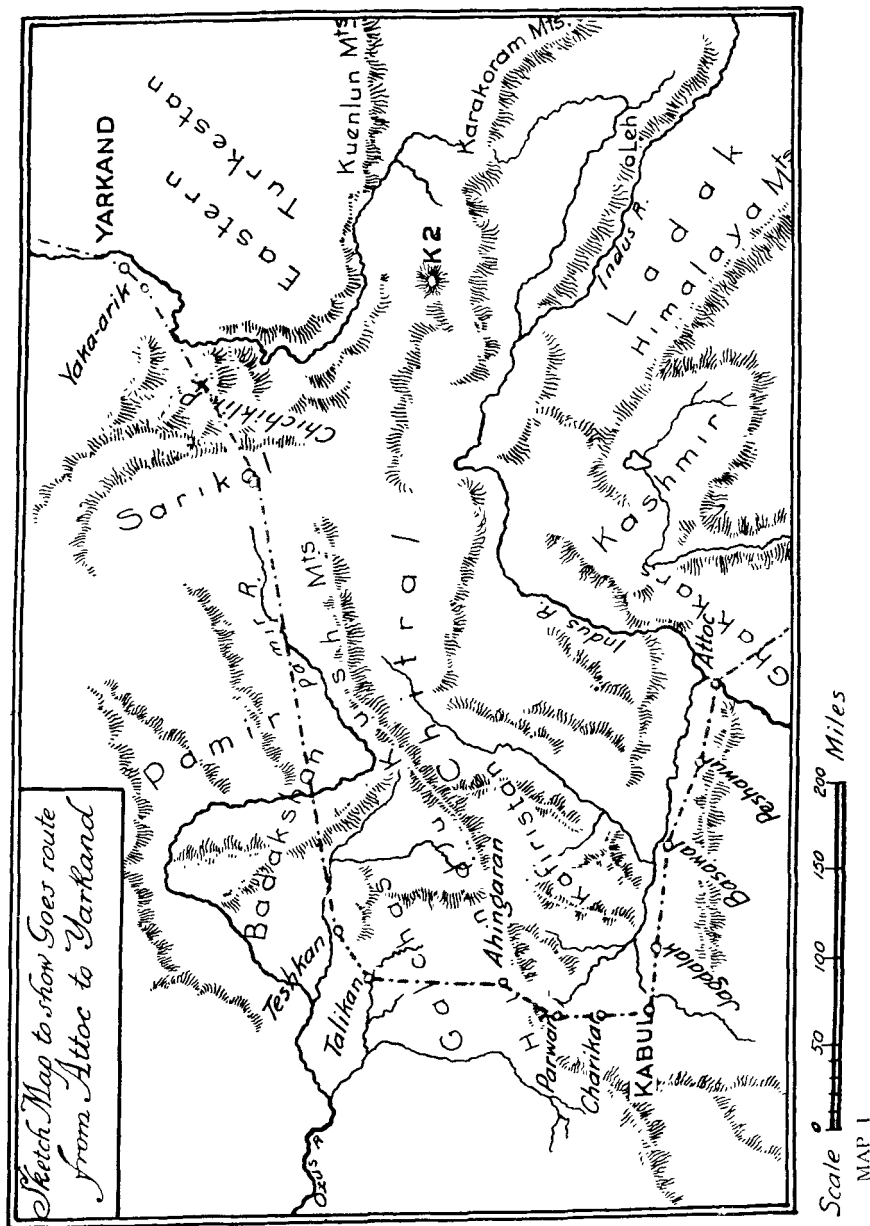 Sketch Map to show Goes route
from Attoc to Yarkand
YARKAND
Yaka-arik
Eastern
Turkestan
Kuenlun Mts
Karakoram Mts.
K2
Chichiklik
P
Sarikol
Pamir R.
Pamir
Badakshan
Hindu Kush Mts
Chitral
Leh
Indus R.
Ladak
Himalaya Mts
Kashmir
Ghakkar
Indus R.
Attoc
Peshawar
Basawal
Jagdalak
KABUL
Charikar
Parwan
Ahingaran
Kafiristan
Calcha
Talikan
Teshkan
Oxus R
Scale 0 50 100 150 200 Miles
MAP 1